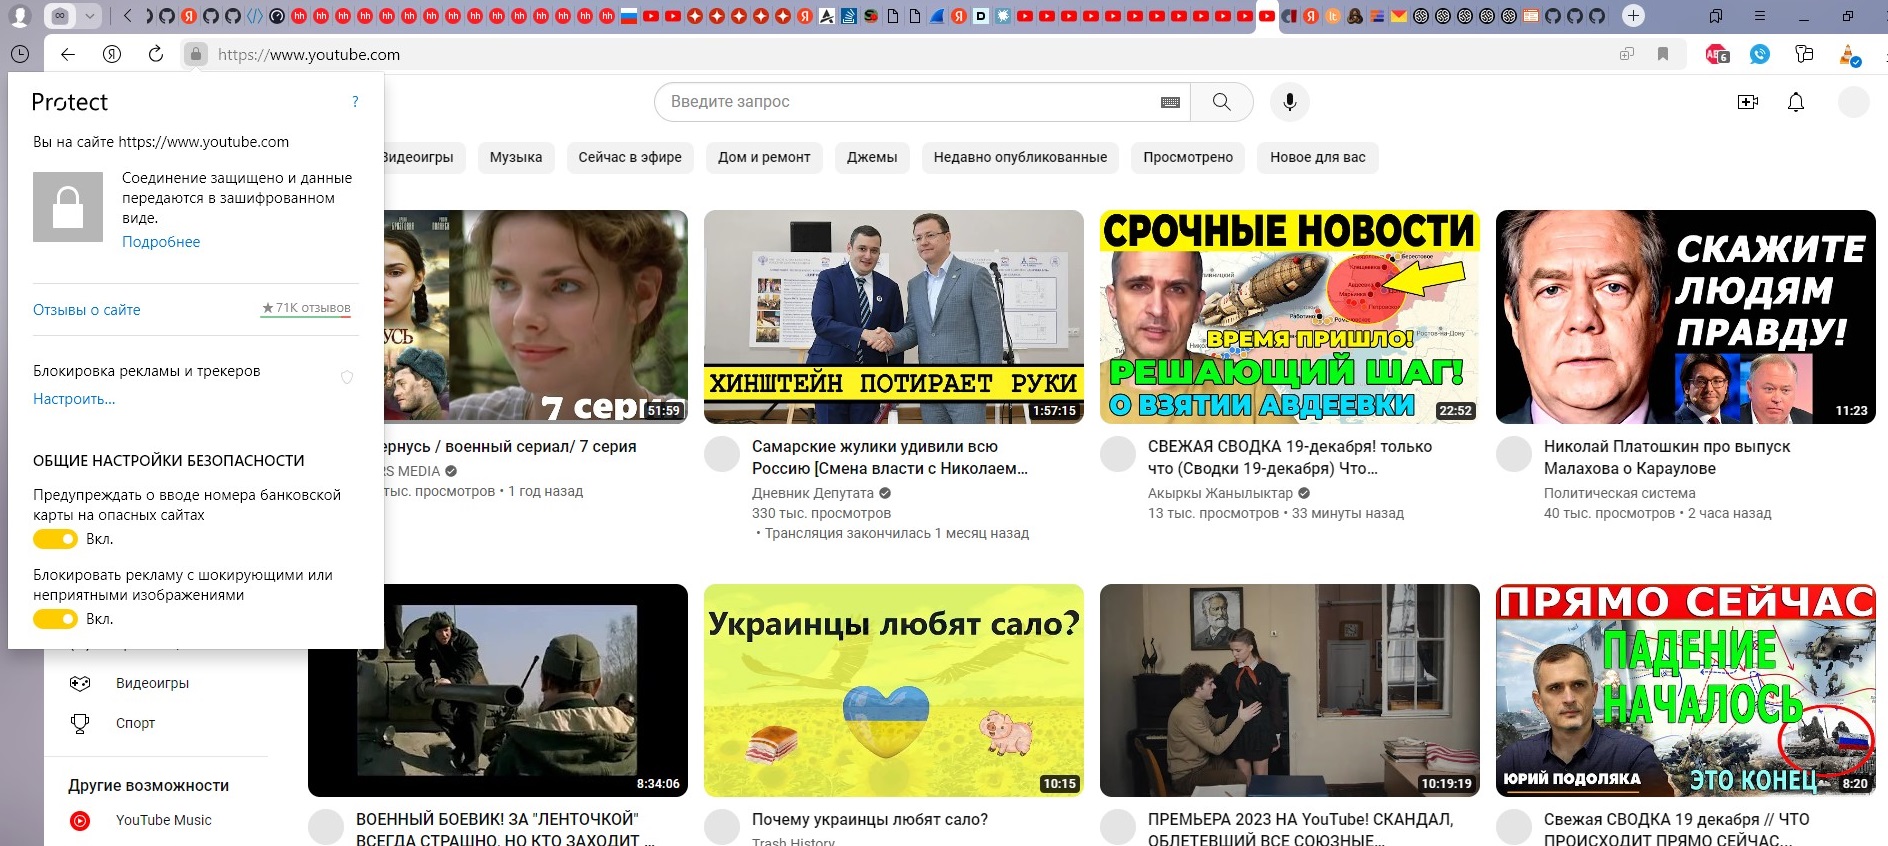 https://www.youtube.com
Protect
?
Вы на сайте https://www.youtube.com
Соединение защищено и данные
передаются в зашифрованном
виде.
Подробнее
Отзывы о сайте
★ 71K отзывов
Блокировка рекламы и трекеров
Настроить...
ОБЩИЕ НАСТРОЙКИ БЕЗОПАСНОСТИ
Предупреждать о вводе номера банковской
карты на опасных сайтах
Вкл.
Блокировать рекламу с шокирующими или
неприятными изображениями
Вкл.
Видеоигры
Спорт
Другие возможности
YouTube Music
Введите запрос
Видеоигры
Музыка
Сейчас в эфире
Дом и ремонт
Джемы
Недавно опубликованные
Просмотрено
Новое для вас
7 серия
51:59
/ военный сериал/ 7 серия
MEDIA
тыс. просмотров • 1 год назад
ХИНШТЕЙН ПОТИРАЕТ РУКИ
1:57:15
Самарские жулики удивили всю
Россию [Смена власти с Николаем...
Дневник Депутата
330 тыс. просмотров
• Трансляция закончилась 1 месяц назад
СРОЧНЫЕ НОВОСТИ
ВРЕМЯ ПРИШЛО!
РЕШАЮЩИЙ ШАГ!
О ВЗЯТИИ АВДЕЕВКИ
22:52
СВЕЖАЯ СВОДКА 19-декабря! только
что (Сводки 19-декабря) Что...
Акыркы Жанылыктар
13 тыс. просмотров • 33 минуты назад
СКАЖИТЕ
ЛЮДЯМ
ПРАВДУ!
11:23
Николай Платошкин про выпуск
Малахова о Караулове
Политическая система
40 тыс. просмотров • 2 часа назад
8:34:06
ВОЕННЫЙ БОЕВИК! ЗА "ЛЕНТОЧКОЙ"
ВСЕГДА СТРАШНО, НО КТО ЗАХОДИТ ...
Украинцы любят сало?
10:15
Почему украинцы любят сало?
Trash History
10:19:19
ПРЕМЬЕРА 2023 НА YouTube! СКАНДАЛ,
ОБЛЕТЕВШИЙ ВСЕ СОЮЗНЫЕ...
ПРЯМО СЕЙЧАС
ПАДЕНИЕ
НАЧАЛОСЬ
ЮРИЙ ПОДОЛЯКА
ЭТО КОНЕЦ
8:20
Свежая СВОДКА 19 декабря // ЧТО
ПРОИСХОДИТ ПРЯМО СЕЙЧАС...